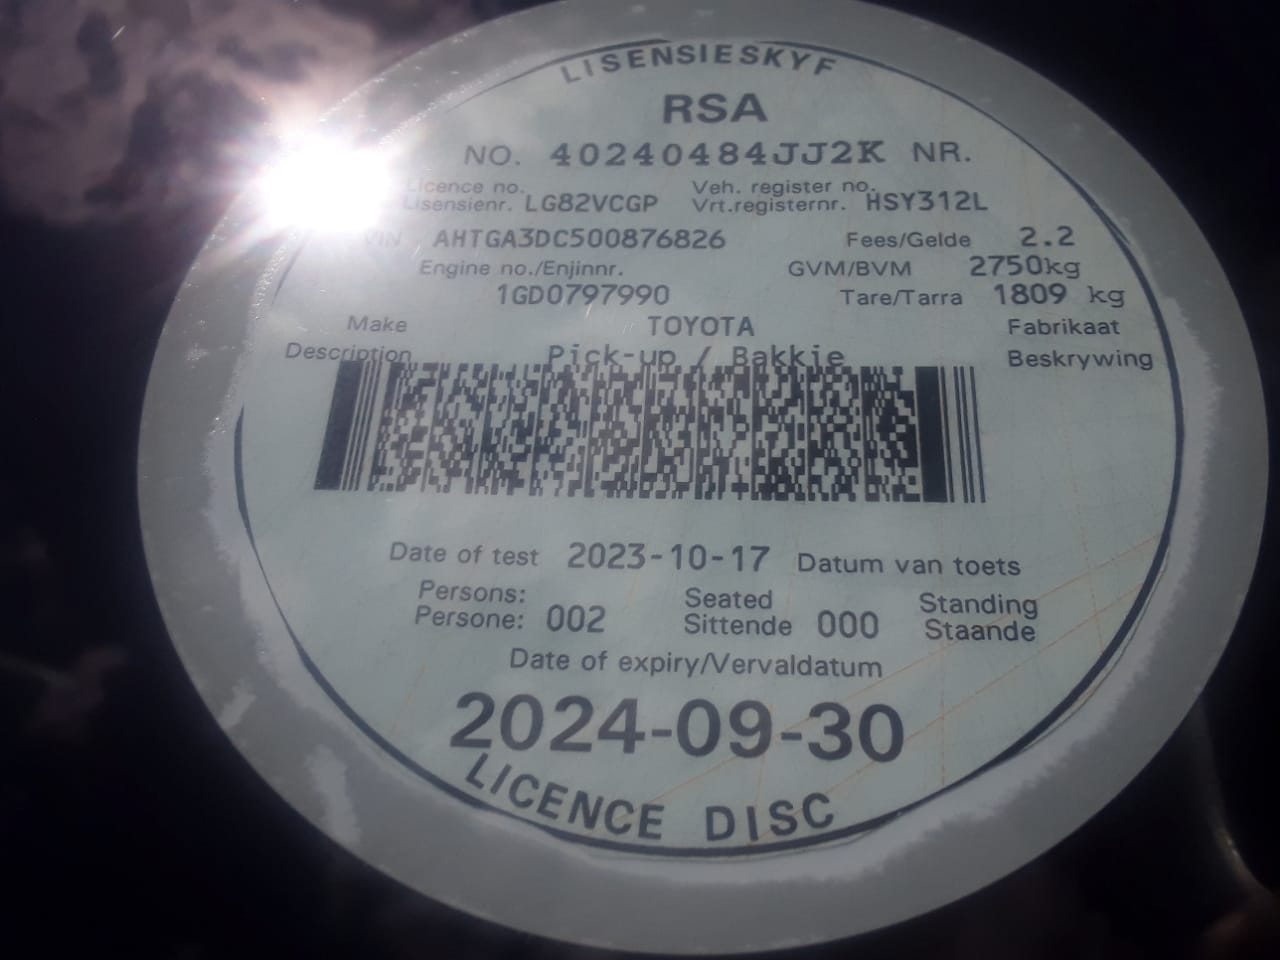 LISENSIESKYF
RSA
NO. 40240484JJ2K NR.
Licence no. Veh. register no.
Lisensienr. LG82VCGP Vrt.registernr. HSY312L
VIN AHTGA3DC500876826 Fees/Gelde 2.2
Engine no./Enjinnr. GVM/BVM 2750kg
1GD0797990 Tare/Tarra 1809 kg
Make TOYOTA Fabrikaat
Description Pick-up / Bakkie Beskrywing
Date of test 2023-10-17 Datum van toets
Persons: Seated Standing
Persone: 002 Sittende 000 Staande
Date of expiry/Vervaldatum
2024-09-30
LICENCE DISC